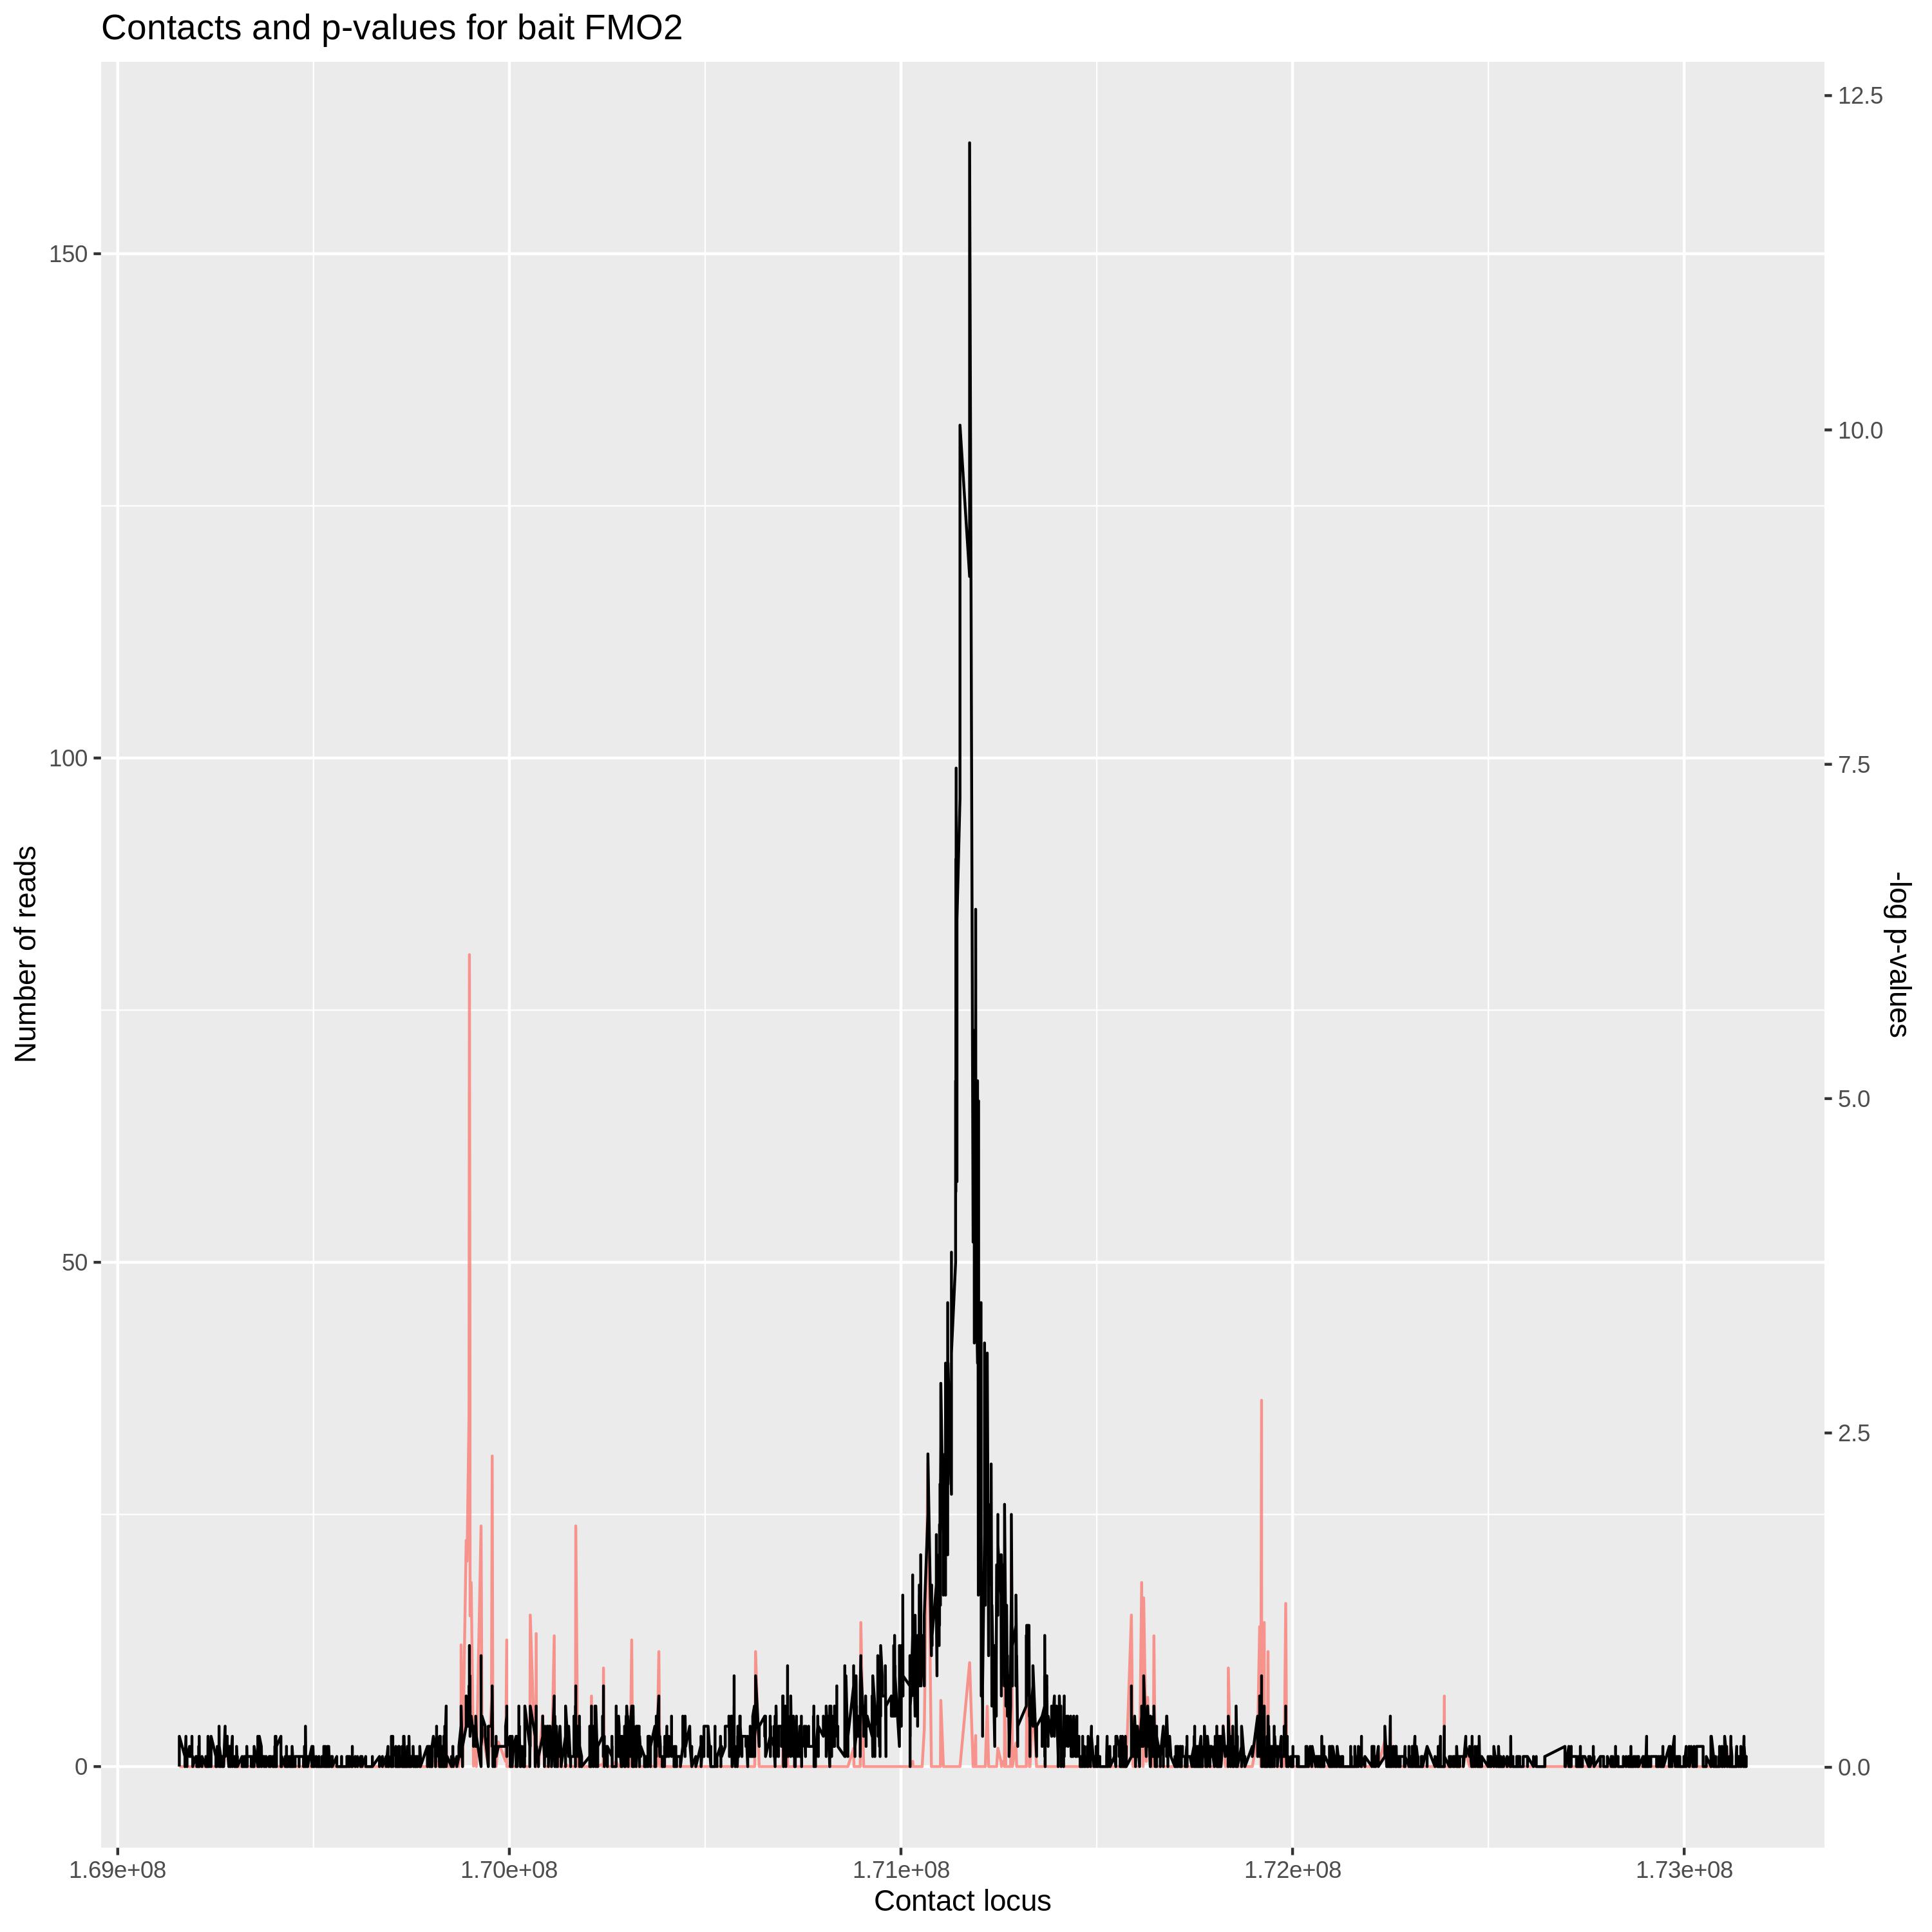 Contacts and p-values for bait FMO2
12.5
150
10.0
100
7.5
Number of reads
-log p-values
5.0
50
2.5
0
0.0
1.69e+08
1.70e+08
1.71e+08
1.72e+08
1.73e+08
Contact locus